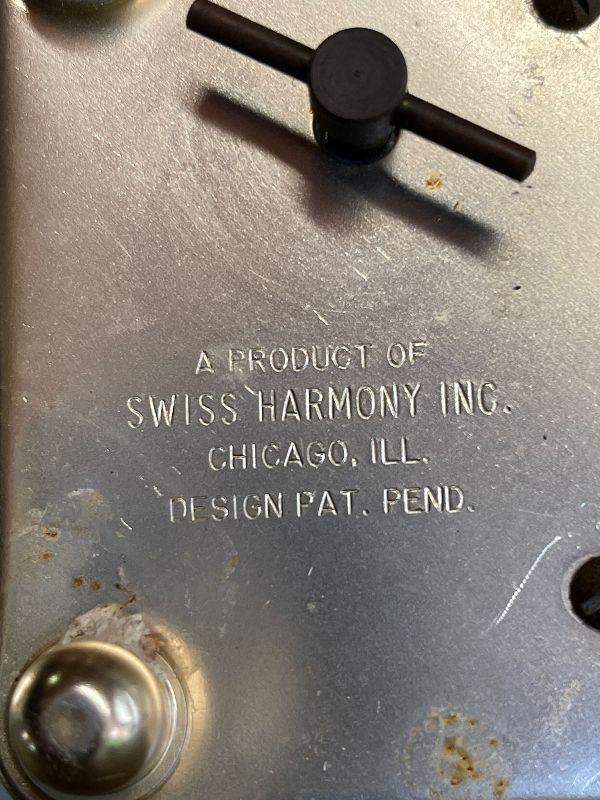 A PRODUCT OF
SWISS HARMONY INC.
CHICAGO, ILL.
DESIGN PAT. PEND.